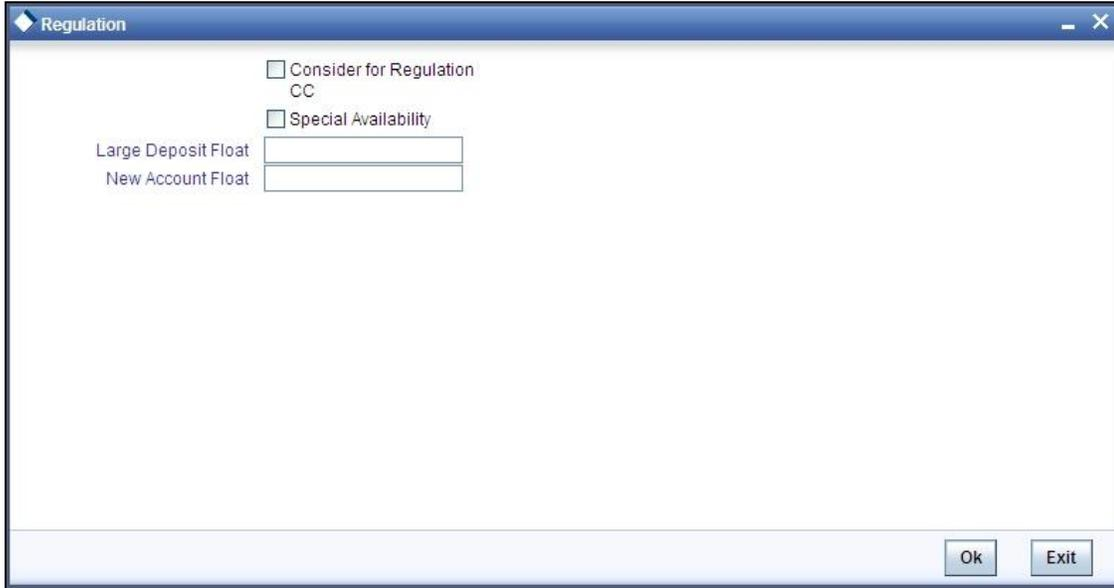 Regulation
Consider for Regulation
CC
Special Availability
Large Deposit Float
New Account Float
Ok Exit